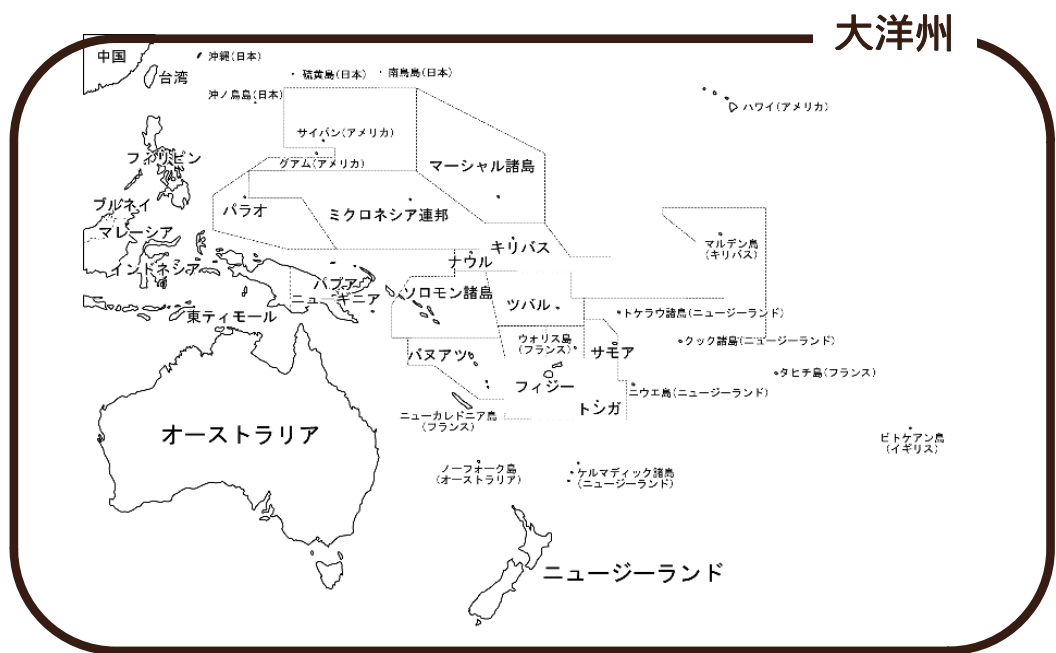 大洋州
中国
沖縄(日本)
台湾
硫黄島(日本)
南鳥島(日本)
沖ノ鳥島(日本)
ハワイ(アメリカ)
サイパン(アメリカ)
フィリピン
グアム(アメリカ)
マーシャル諸島
ブルネイ
パラオ
ミクロネシア連邦
マレーシア
キリバス
マルデン島
(キリバス)
ナウル
インドネシア
パプア
ニューギニア
ソロモン諸島
ツバル
東ティモール
トケラウ諸島(ニュージーランド)
ウォリス島
(フランス)
サモア
クック諸島(ニュージーランド)
バヌアツ
タヒチ島(フランス)
フィジー
ニウエ島(ニュージーランド)
トンガ
ニューカレドニア島
(フランス)
オーストラリア
ピトケアン島
(イギリス)
ノーフォーク島
(オーストラリア)
ケルマディック諸島
(ニュージーランド)
ニュージーランド